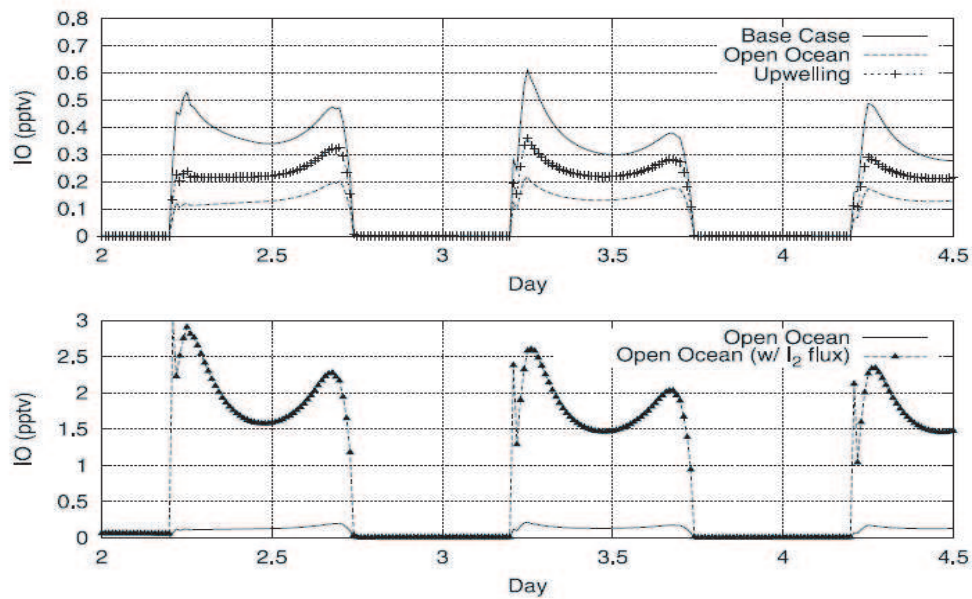 0.8
0.7
0.6
0.5
0.4
0.3
0.2
0.1
0
IO (pptv)
Base Case
Open Ocean
Upwelling
2 2.5 3 3.5 4 4.5
Day
3
2.5
2
1.5
1
0.5
0
IO (pptv)
Open Ocean
Open Ocean (w/ I₂ flux)
2 2.5 3 3.5 4 4.5
Day